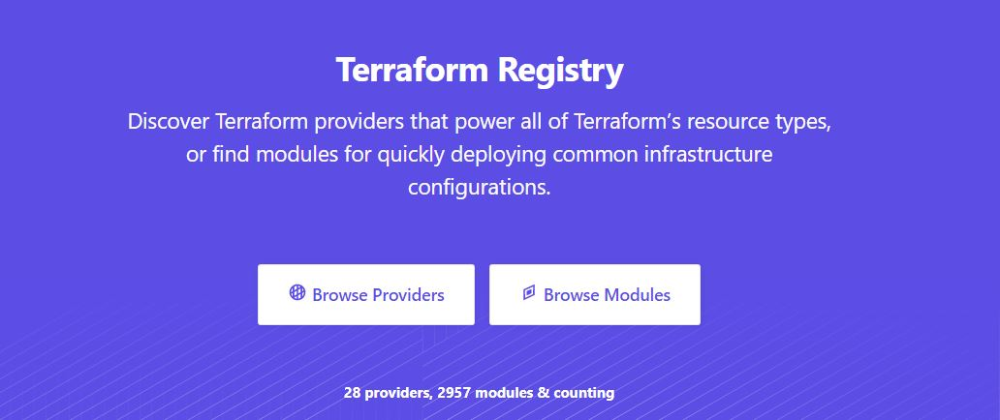 Terraform Registry
Discover Terraform providers that power all of Terraform’s resource types,
or find modules for quickly deploying common infrastructure
configurations.
Browse Providers
Browse Modules
28 providers, 2957 modules & counting